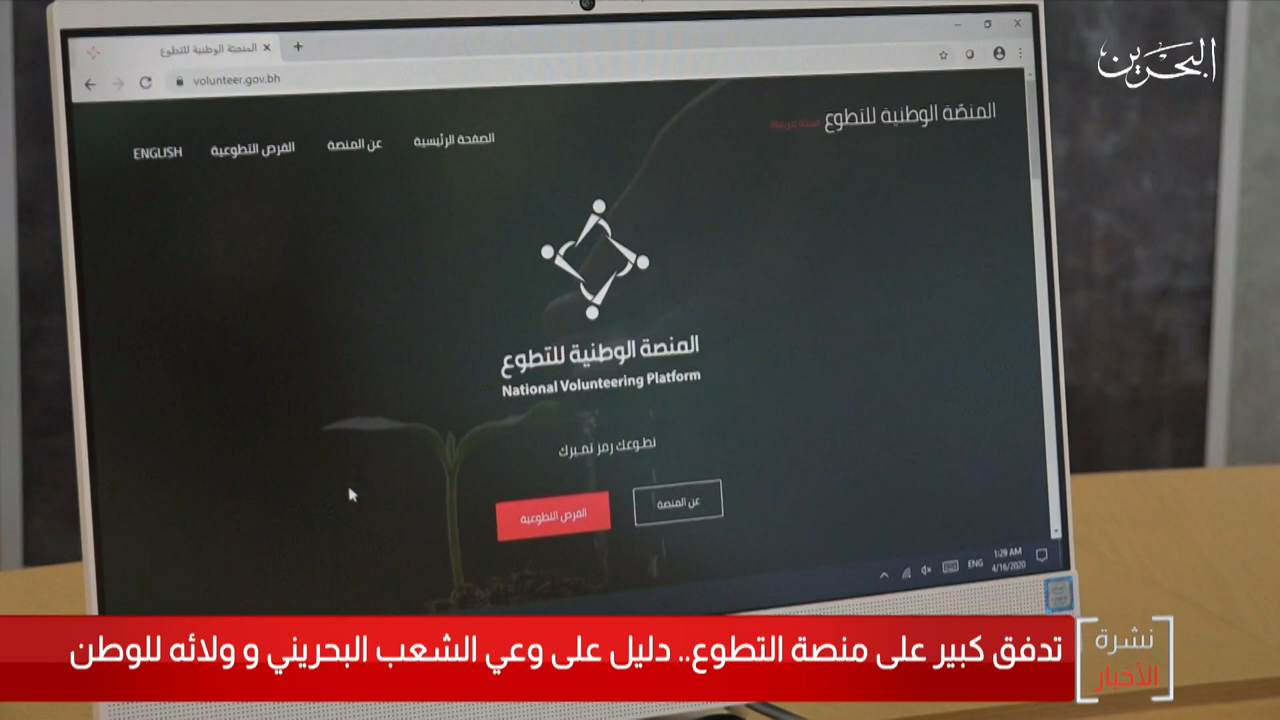 المنصّة الوطنية للتطوع
volunteer.gov.bh
البحرين
المنصّة الوطنية للتطوع
الصفحة الرئيسية
عن المنصة
الفرص التطوعية
ENGLISH
المنصة الوطنية للتطوع
National Volunteering Platform
تطوعك رمز تميزك
عن المنصة
الفرص التطوعية
ENG
1:29 AM
4/16/2020
نشرة
الأخبار
تدفق كبير على منصة التطوع.. دليل على وعي الشعب البحريني و ولائه للوطن